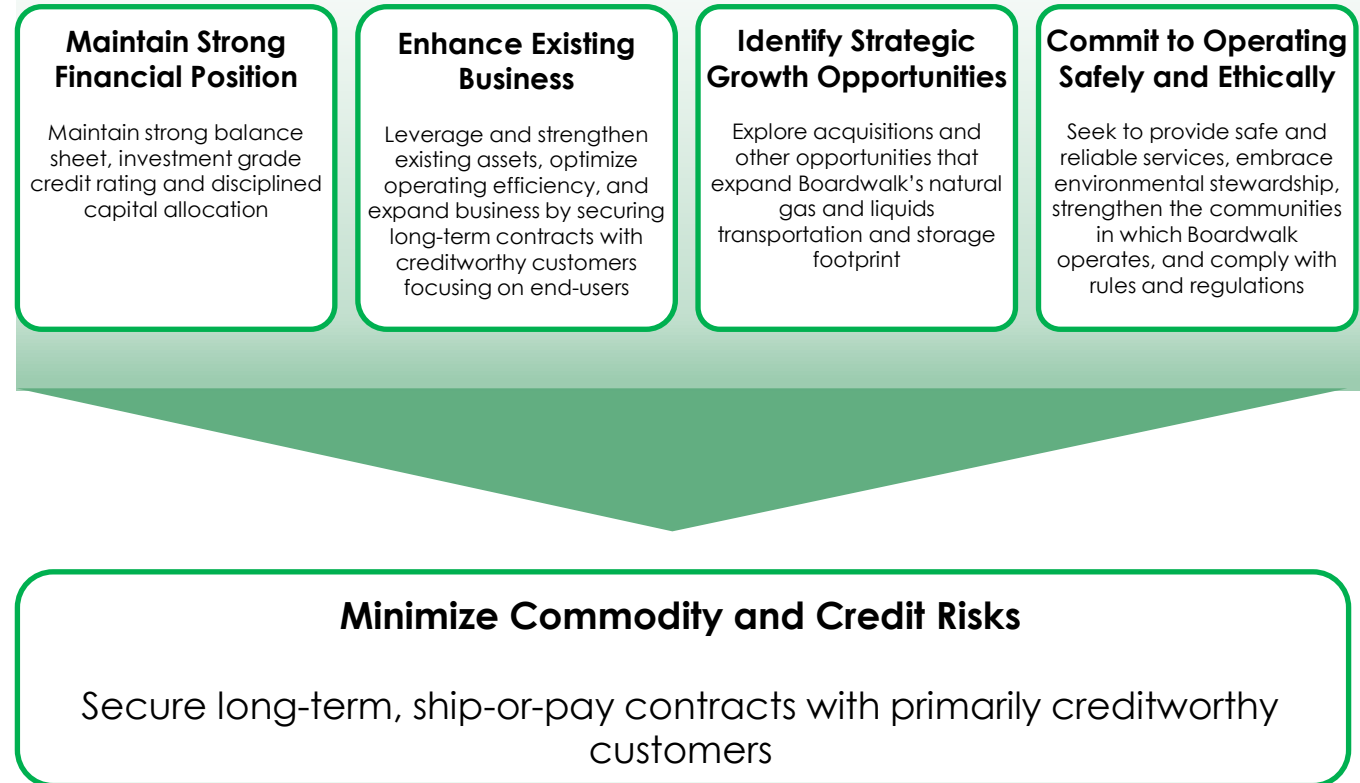 Maintain Strong
Financial Position
Maintain strong balance
sheet, investment grade
credit rating and disciplined
capital allocation
Enhance Existing
Business
Leverage and strengthen
existing assets, optimize
operating efficiency, and
expand business by securing
long-term contracts with
creditworthy customers
focusing on end-users
Identify Strategic
Growth Opportunities
Explore acquisitions and
other opportunities that
expand Boardwalk’s natural
gas and liquids
transportation and storage
footprint
Commit to Operating
Safely and Ethically
Seek to provide safe and
reliable services, embrace
environmental stewardship,
strengthen the communities
in which Boardwalk
operates, and comply with
rules and regulations
Minimize Commodity and Credit Risks
Secure long-term, ship-or-pay contracts with primarily creditworthy
customers